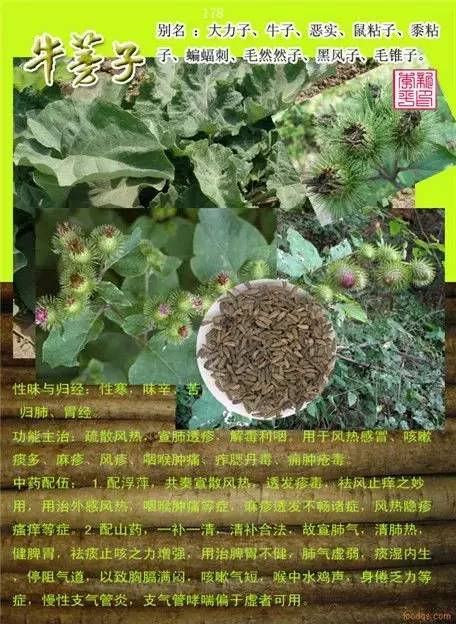 178
牛蒡子
别名：大力子、牛子、恶实、鼠粘子、黍粘
子、蝙蝠刺、毛然然子、黑风子、毛锥子。
性味与归经：性寒，味辛、苦
归肺、胃经。
功能主治：疏散风热，宣肺透疹，解毒利咽。用于风热感冒、咳嗽
痰多、麻疹、风疹、咽喉肿痛、痄腮丹毒、痈肿疮毒。
中药配伍：1.配浮萍，共奏宣散风热，透发疹毒，祛风止痒之妙
用，用治外感风热，咽喉肿痛等症，麻疹透发不畅诸症，风热隐疹
瘙痒等症。2.配山药，一补一清，清补合法，故宣肺气，清肺热，
健脾胃，祛痰止咳之力增强，用治脾胃不健，肺气虚弱，痰湿内生
、停阻气道，以致胸膈满闷，咳嗽气短，喉中水鸡声，身倦乏力等
症，慢性支气管炎，支气管哮喘偏于虚者可用。
foodqs.com